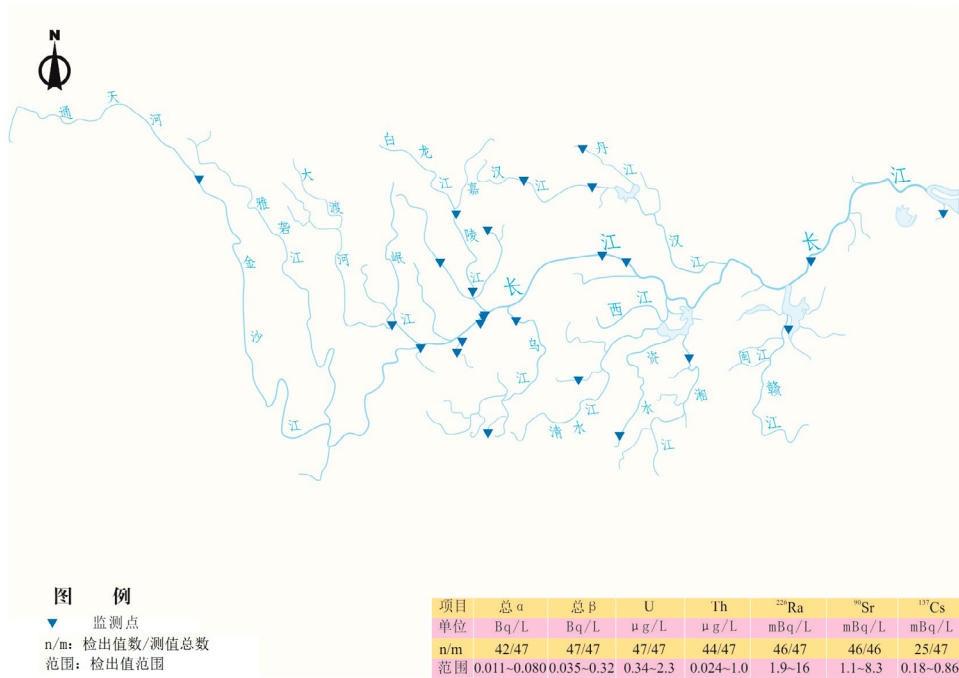 N
通天河
金沙江
雅砻江
大渡河
岷江
白龙江
嘉陵江
汉江
丹江
汉江
长江
长江
西江
乌江
清水江
资水
湘江
闽江
赣江
图 例
监测点
n/m: 检出值数/测值总数
范围: 检出值范围
项目 总α 总β U Th ²²⁶Ra ⁹⁰Sr ¹³⁷Cs
单位 Bq/L Bq/L μg/L μg/L mBq/L mBq/L mBq/L
n/m 42/47 47/47 47/47 44/47 46/47 46/46 25/47
范围 0.011~0.080 0.035~0.32 0.34~2.3 0.024~1.0 1.9~16 1.1~8.3 0.18~0.86